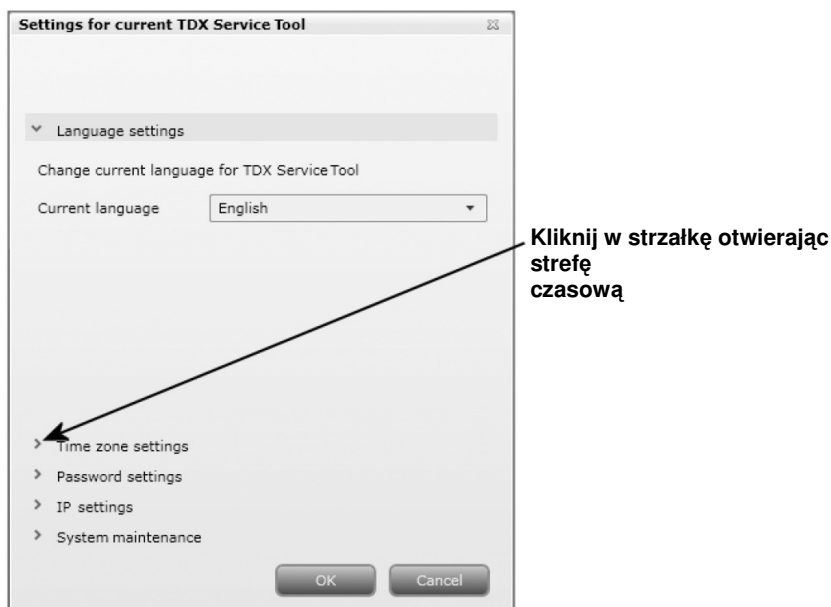 Settings for current TDX Service Tool
Language settings
Change current language for TDX Service Tool
Current language English
Kliknij w strzałkę otwierając
strefę
czasową
Time zone settings
Password settings
IP settings
System maintenance
OK Cancel